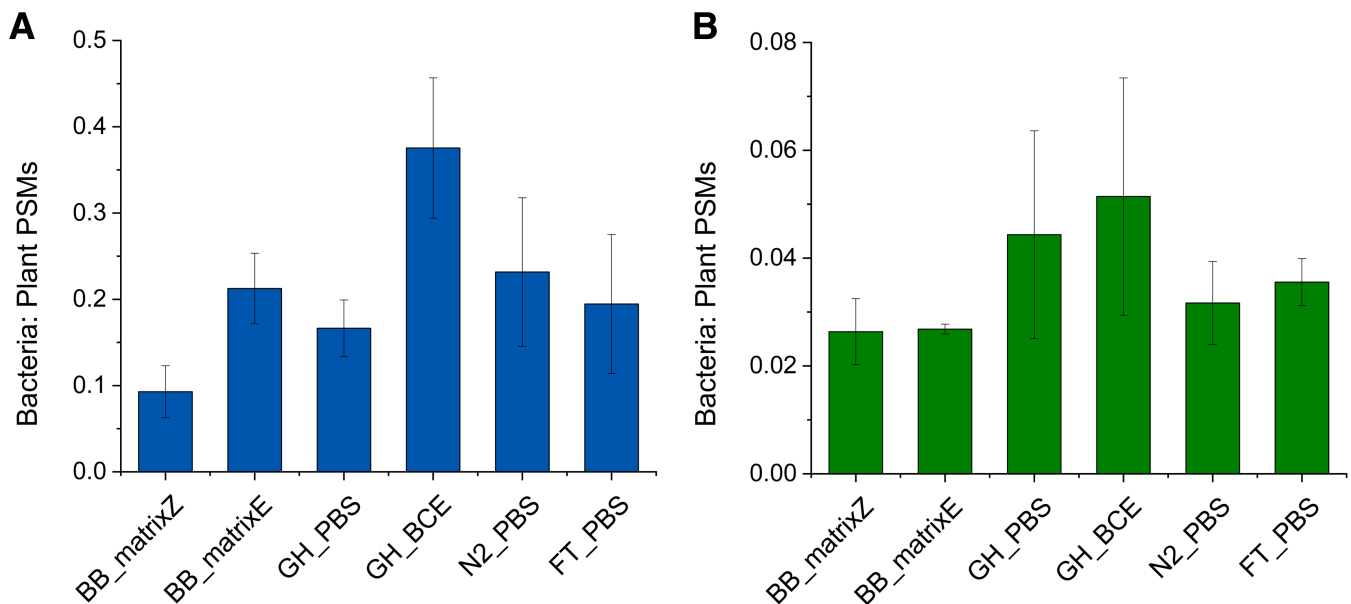 A
Bacteria: Plant PSMs
0.5
0.4
0.3
0.2
0.1
0.0
BB_matrixZ
BB_matrixE
GH_PBS
GH_BCE
N2_PBS
FT_PBS
B
Bacteria: Plant PSMs
0.08
0.06
0.04
0.02
0.00
BB_matrixZ
BB_matrixE
GH_PBS
GH_BCE
N2_PBS
FT_PBS